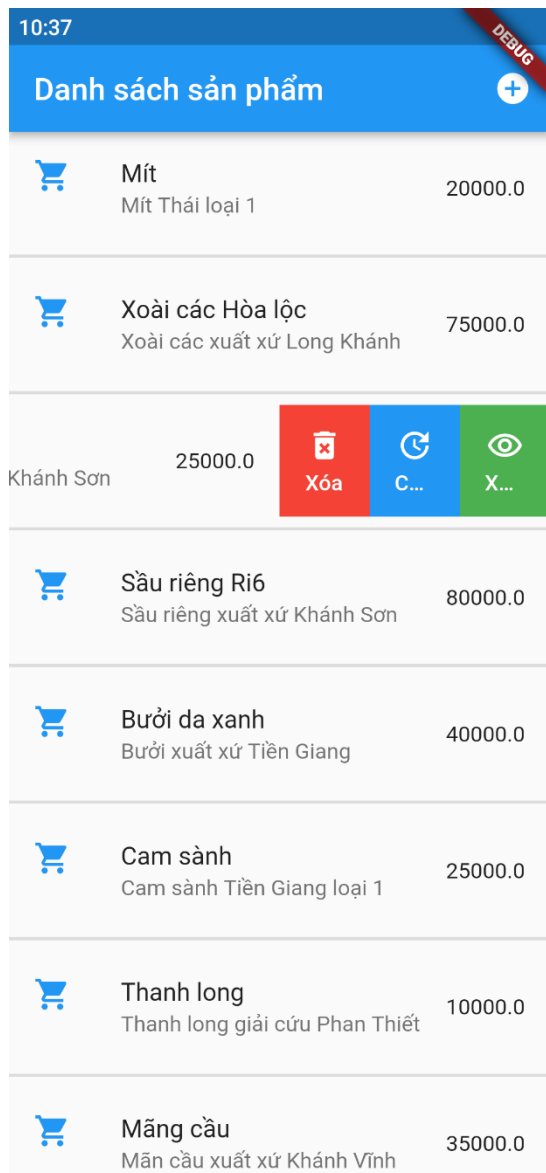 10:37
DEBUG
Danh sách sản phẩm
Mít
Mít Thái loại 1
20000.0
Xoài các Hòa lộc
Xoài các xuất xứ Long Khánh
75000.0
Khánh Sơn
25000.0
Xóa
C...
X...
Sầu riêng Ri6
Sầu riêng xuất xứ Khánh Sơn
80000.0
Bưởi da xanh
Bưởi xuất xứ Tiền Giang
40000.0
Cam sành
Cam sành Tiền Giang loại 1
25000.0
Thanh long
Thanh long giải cứu Phan Thiết
10000.0
Mãng cầu
Mãn cầu xuất xứ Khánh Vĩnh
35000.0